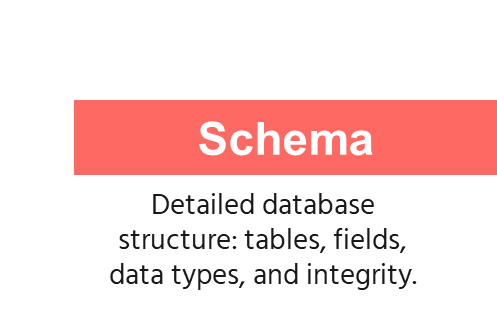 Schema
Detailed database
structure: tables, fields,
data types, and integrity.